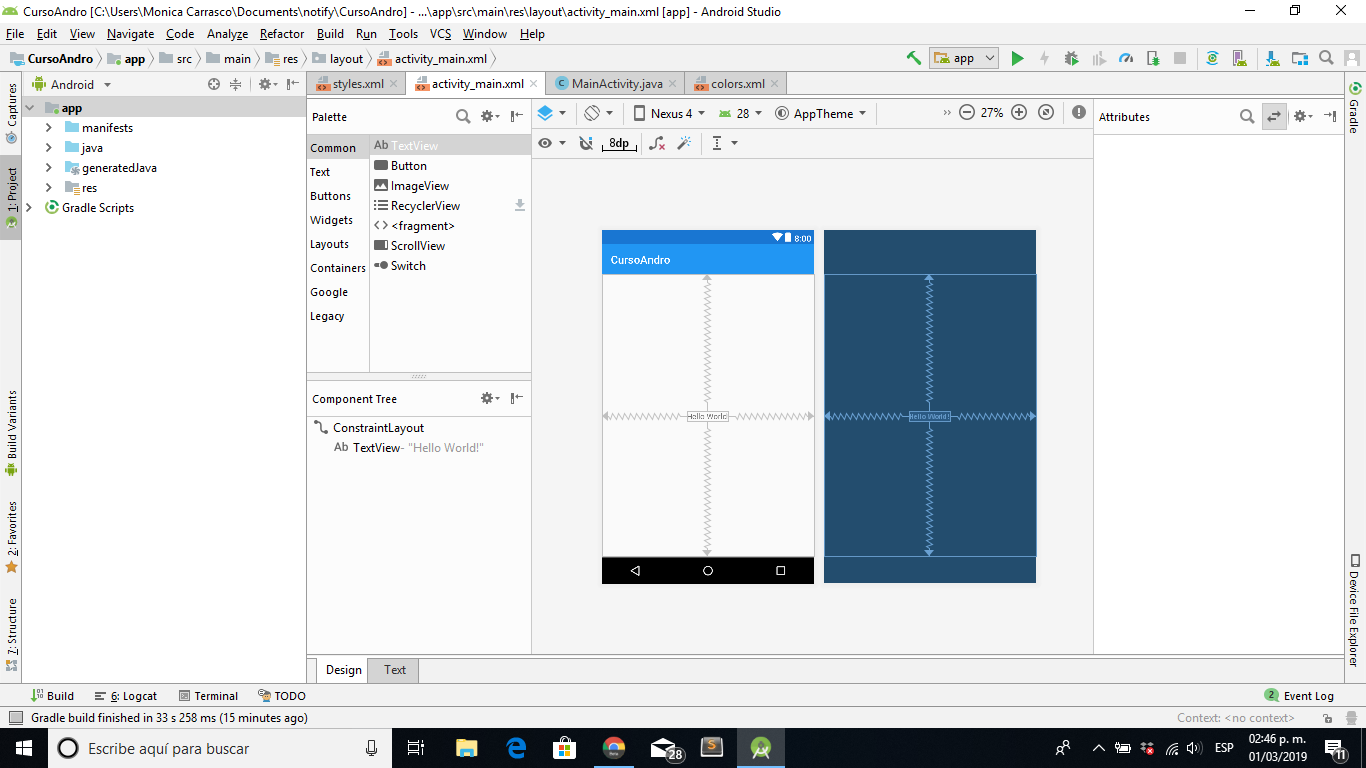 CursoAndro [C:\Users\Monica Carrasco\Documents\notify\CursoAndro] - ...\app\src\main\res\layout\activity_main.xml [app] - Android Studio
File Edit View Navigate Code Analyze Refactor Build Run Tools VCS Window Help
CursoAndro app src main res layout activity_main.xml app
Captures
1: Project
Build Variants
2: Favorites
7: Structure
Android
app
manifests
java
generatedJava
res
Gradle Scripts
styles.xml activity_main.xml MainActivity.java colors.xml
Palette
Common
Text
Buttons
Widgets
Layouts
Containers
Google
Legacy
Ab TextView
Button
ImageView
RecyclerView
<fragment>
ScrollView
Switch
Component Tree
ConstraintLayout
Ab TextView- "Hello World!"
Nexus 4 28 AppTheme » 27%
8dp
8:00
CursoAndro
Hello World!
Hello World!
Attributes
Gradle
Device File Explorer
Design Text
Build 6: Logcat Terminal TODO 2 Event Log
Gradle build finished in 33 s 258 ms (15 minutes ago) Context: <no context>
Escribe aquí para buscar 28 S ESP 02:46 p. m. 11
01/03/2019